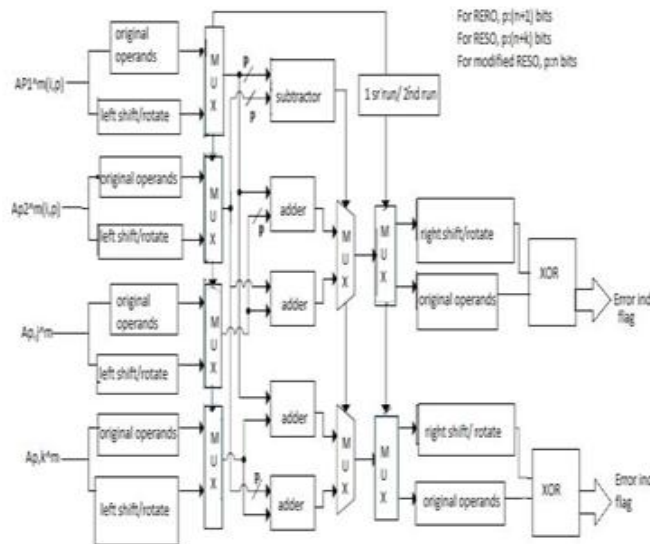 For RERO, p:(n+1) bits
For RESO, p:(n+k) bits
For modified RESO, p:n bits
original
operands
AP1^m(i,p)
left shift/rotate
M
U
X
p
p
subtractor
1 sr run/ 2nd run
original operands
Ap2^m(i,p)
left shift/rotate
M
U
X
adder
p
adder
M
U
X
M
U
X
right shift/rotate
original operands
XOR
Error ind
flag
original
operands
Ap,j^m
left shift/rotate
M
U
X
original operands
Ap,k^m
left shift/rotate
M
U
X
adder
p
adder
M
U
X
M
U
X
right shift/ rotate
original operands
XOR
Error ind
flag